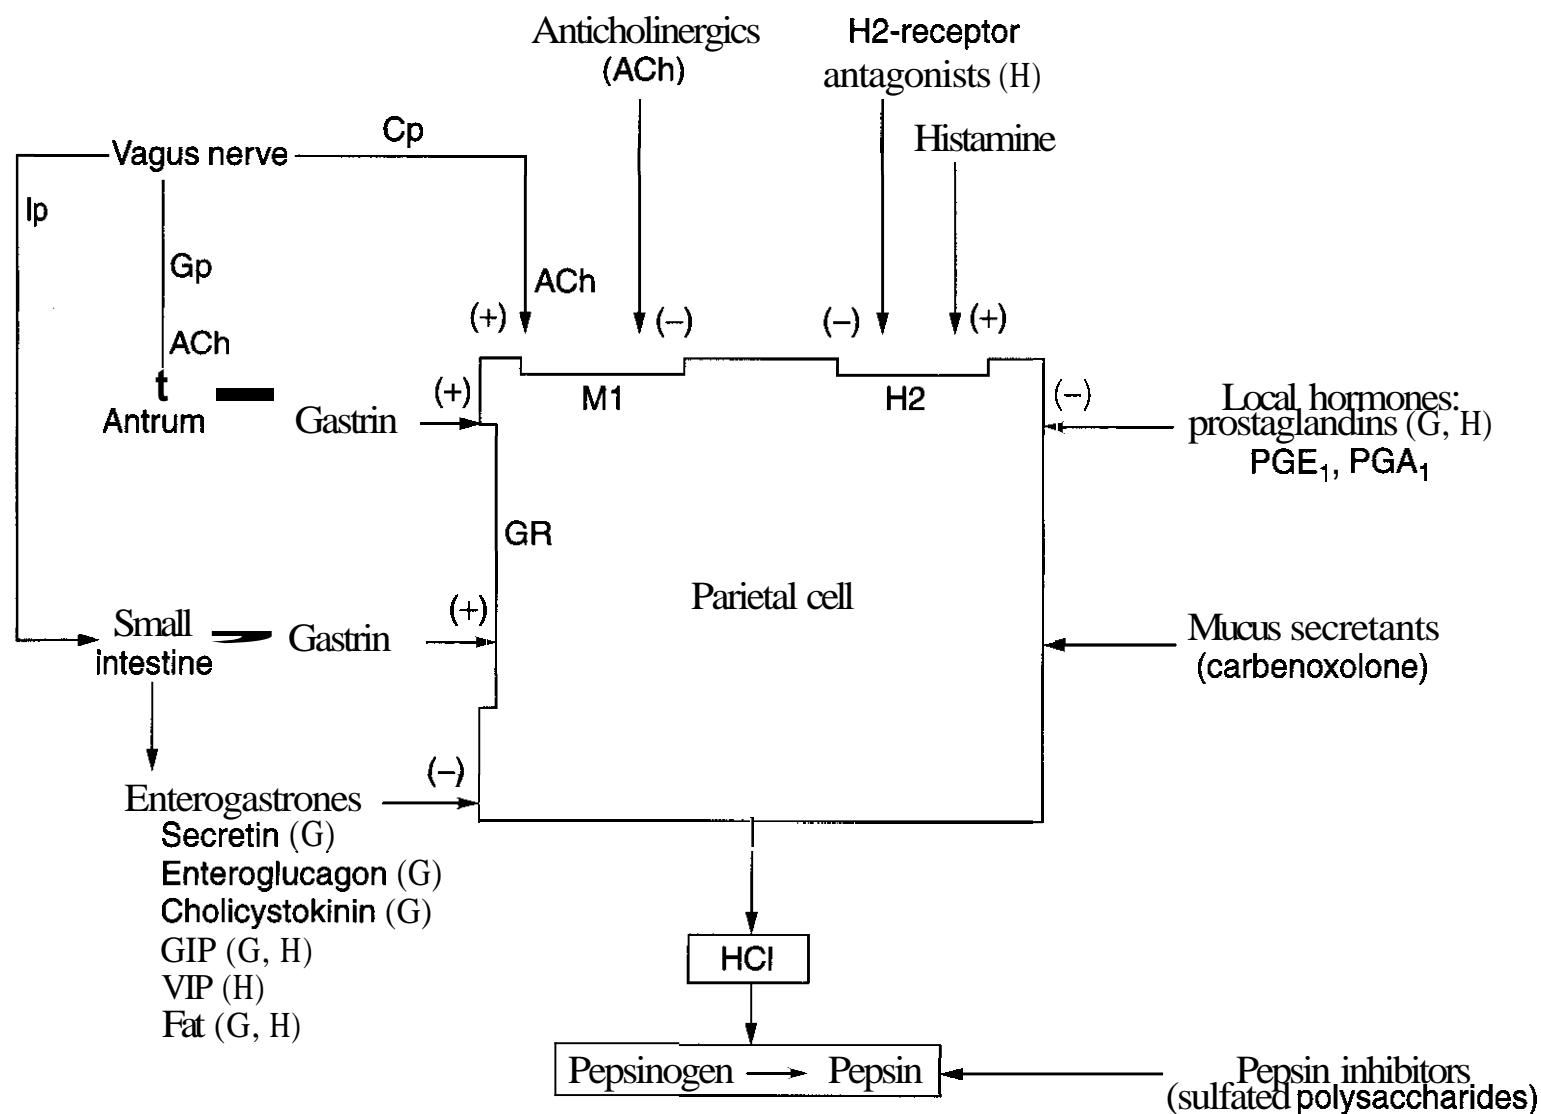 Anticholinergics
(ACh)
H2-receptor
antagonists (H)
Histamine
Cp
Vagus nerve
Ip
Gp
ACh
ACh
(+)
(−)
(−)
(+)
t
Antrum
Gastrin
(+)
M1
H2
(−)
Local hormones:
prostaglandins (G, H)
PGE₁, PGA₁
GR
Parietal cell
Small
intestine
Gastrin
(+)
Mucus secretants
(carbenoxolone)
(−)
Enterogastrones
Secretin (G)
Enteroglucagon (G)
Cholicystokinin (G)
GIP (G, H)
VIP (H)
Fat (G, H)
HCl
Pepsinogen Pepsin
Pepsin inhibitors
(sulfated polysaccharides)